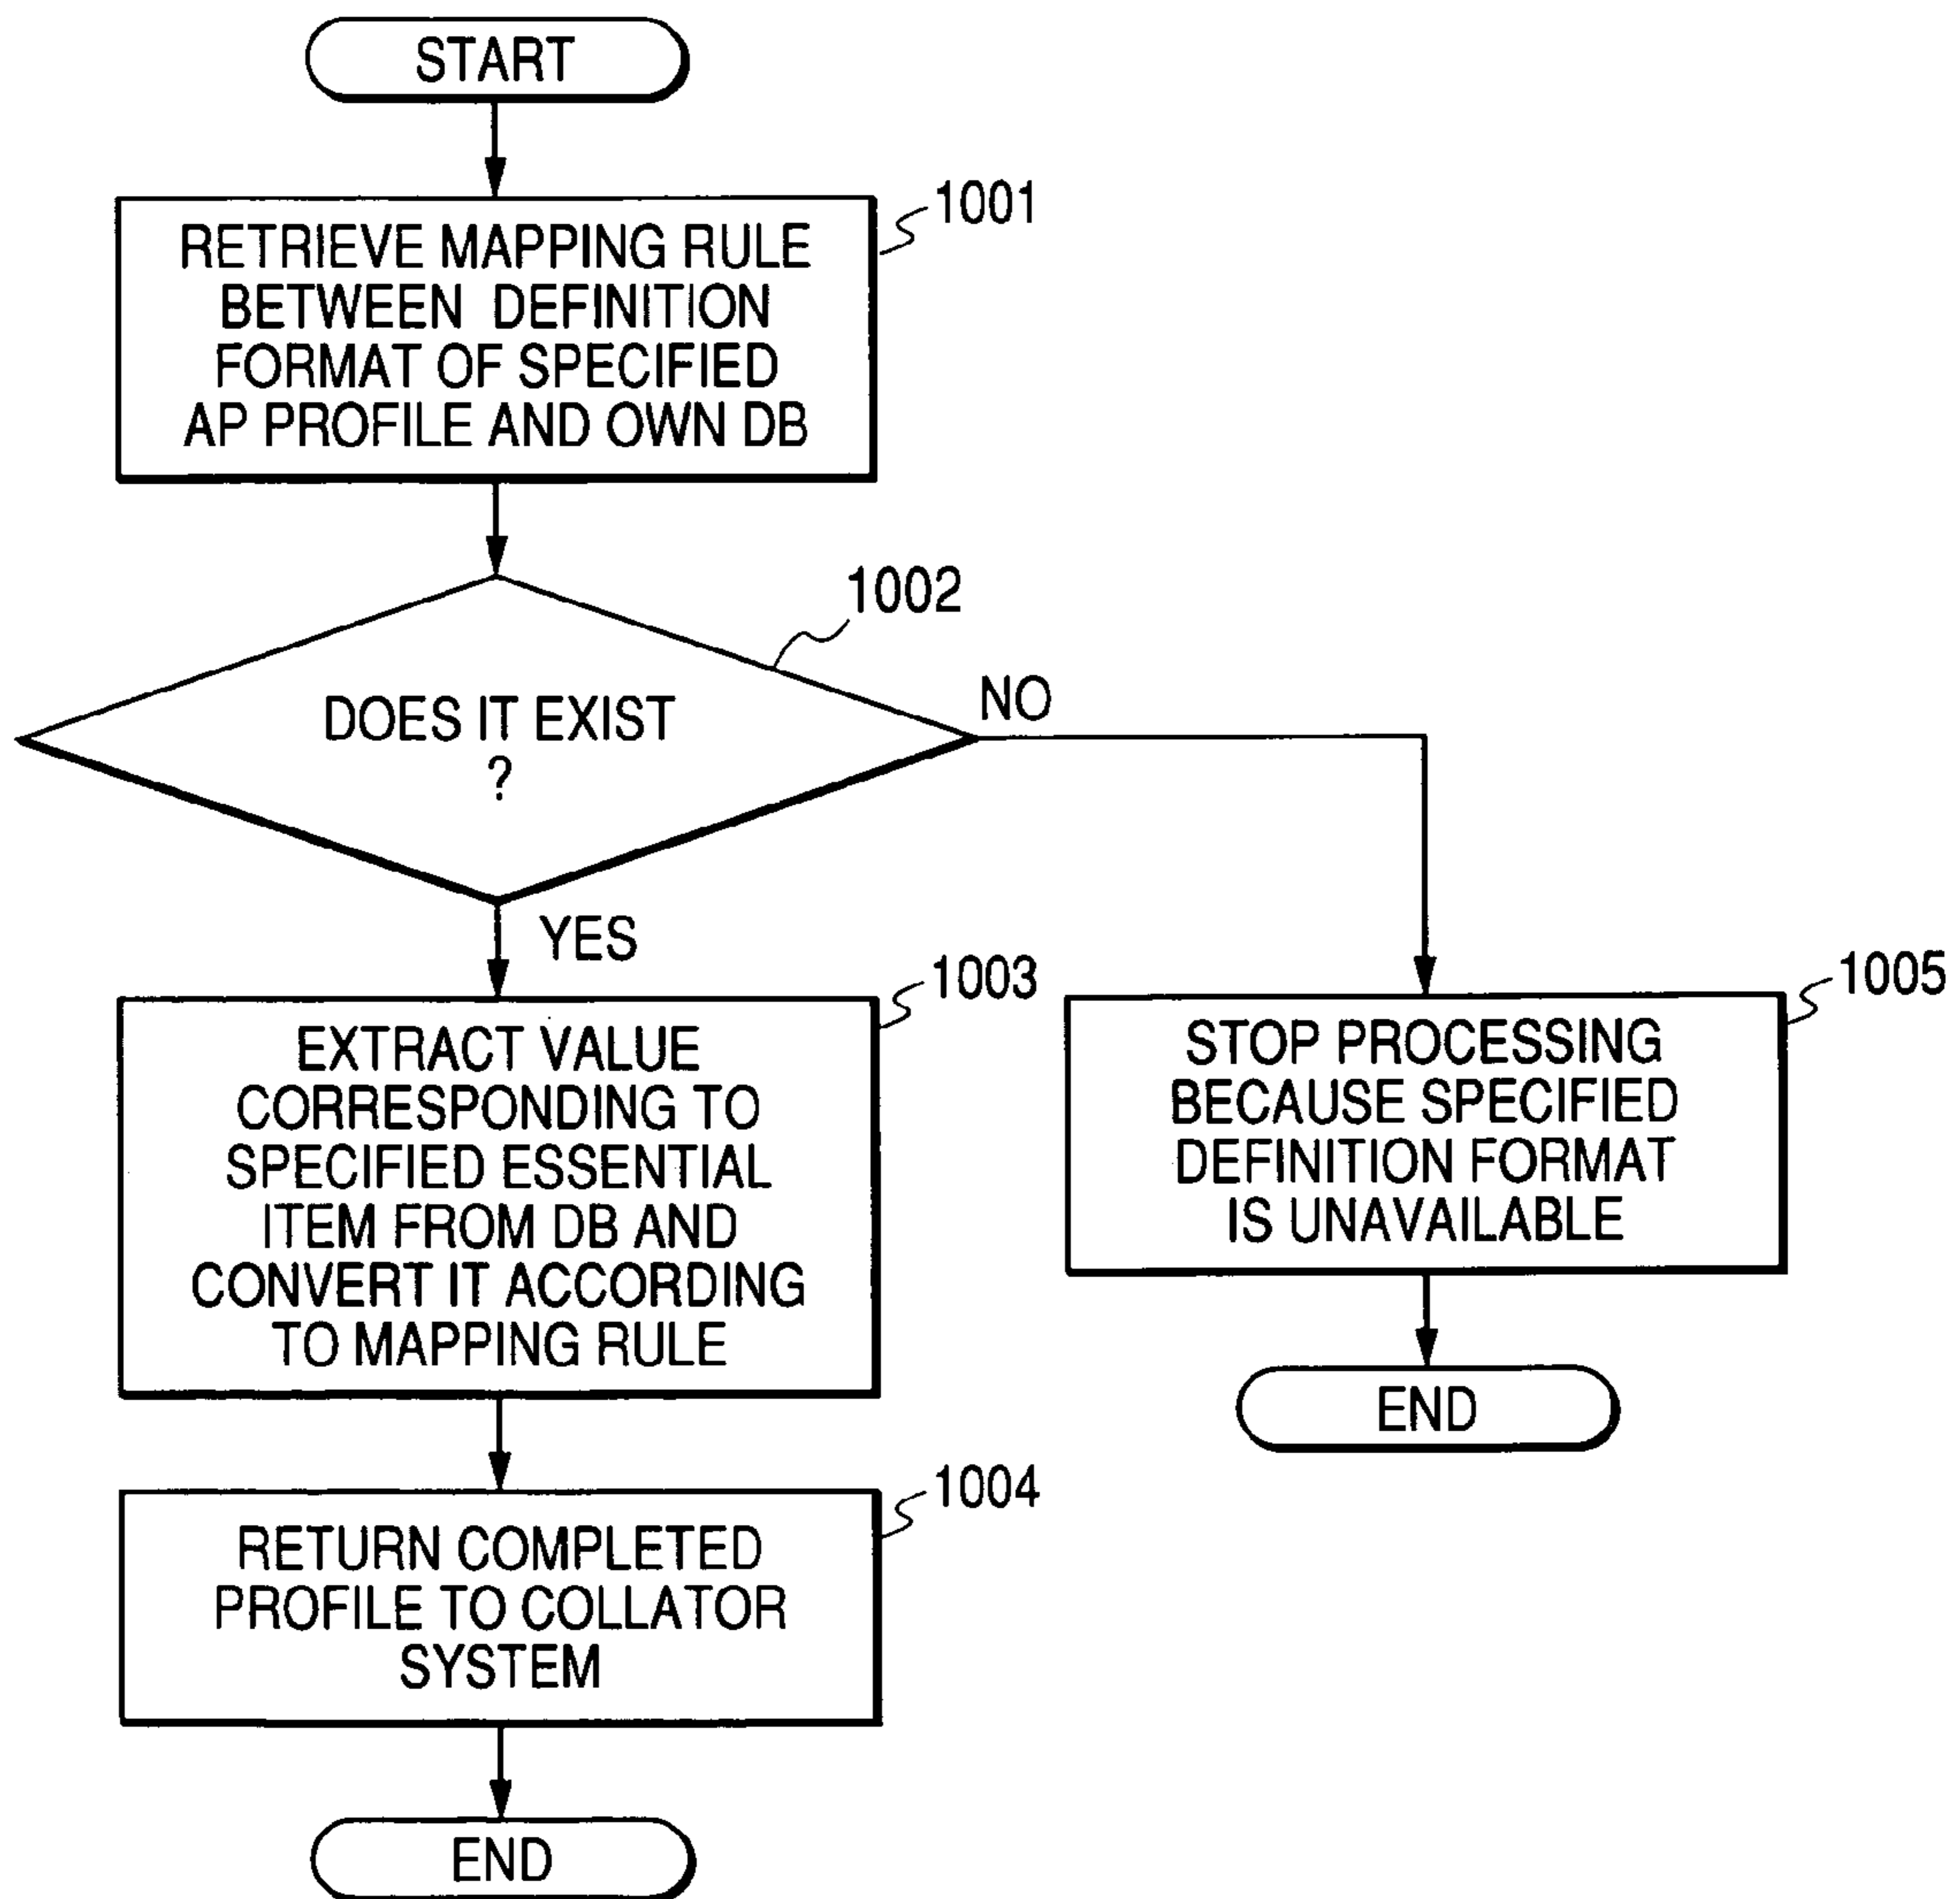 START
1001
RETRIEVE MAPPING RULE
BETWEEN DEFINITION
FORMAT OF SPECIFIED
AP PROFILE AND OWN DB
1002
DOES IT EXIST
?
NO
YES
1003
EXTRACT VALUE
CORRESPONDING TO
SPECIFIED ESSENTIAL
ITEM FROM DB AND
CONVERT IT ACCORDING
TO MAPPING RULE
1005
STOP PROCESSING
BECAUSE SPECIFIED
DEFINITION FORMAT
IS UNAVAILABLE
END
1004
RETURN COMPLETED
PROFILE TO COLLATOR
SYSTEM
END